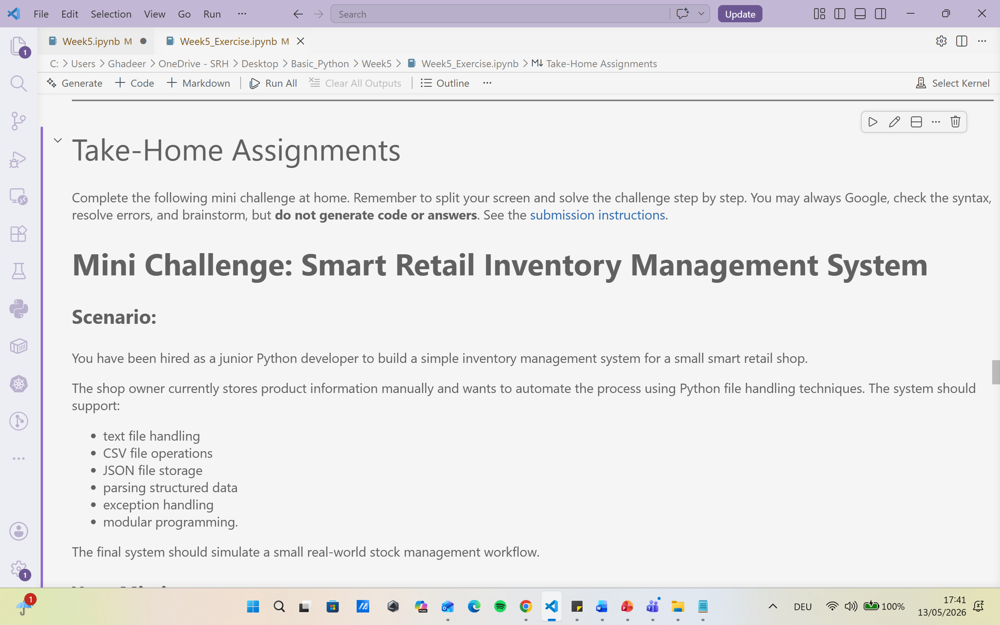 File Edit Selection View Go Run ··· Search Update
1 Week5.ipynb M Week5_Exercise.ipynb M
C: > Users > Ghadeer > OneDrive - SRH > Desktop > Basic_Python > Week5 > Week5_Exercise.ipynb > M↓ Take-Home Assignments
Generate + Code + Markdown Run All Clear All Outputs Outline ··· Select Kernel
Take-Home Assignments
Complete the following mini challenge at home. Remember to split your screen and solve the challenge step by step. You may always Google, check the syntax,
resolve errors, and brainstorm, but do not generate code or answers. See the submission instructions.
Mini Challenge: Smart Retail Inventory Management System
Scenario:
You have been hired as a junior Python developer to build a simple inventory management system for a small smart retail shop.
The shop owner currently stores product information manually and wants to automate the process using Python file handling techniques. The system should
support:
• text file handling
• CSV file operations
• JSON file storage
• parsing structured data
• exception handling
• modular programming.
The final system should simulate a small real-world stock management workflow.
1
1 M365 DEU 100% 17:41
13/05/2026